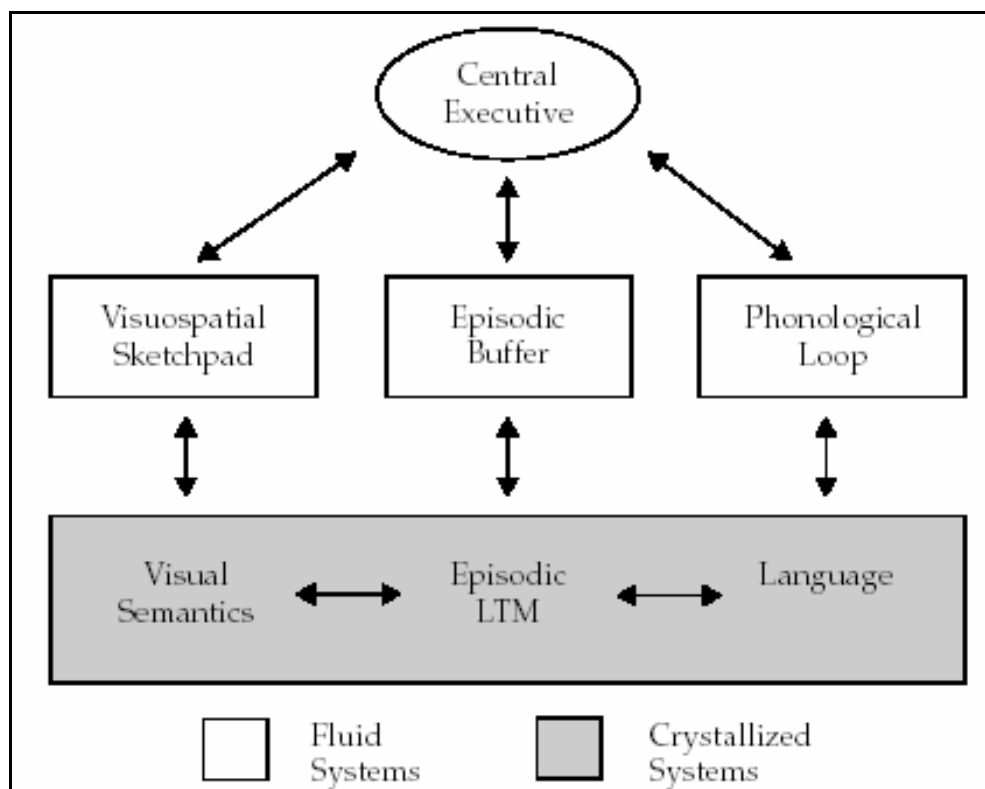 Central
Executive
Visuospatial
Sketchpad
Episodic
Buffer
Phonological
Loop
Visual
Semantics
Episodic
LTM
Language
Fluid
Systems
Crystallized
Systems